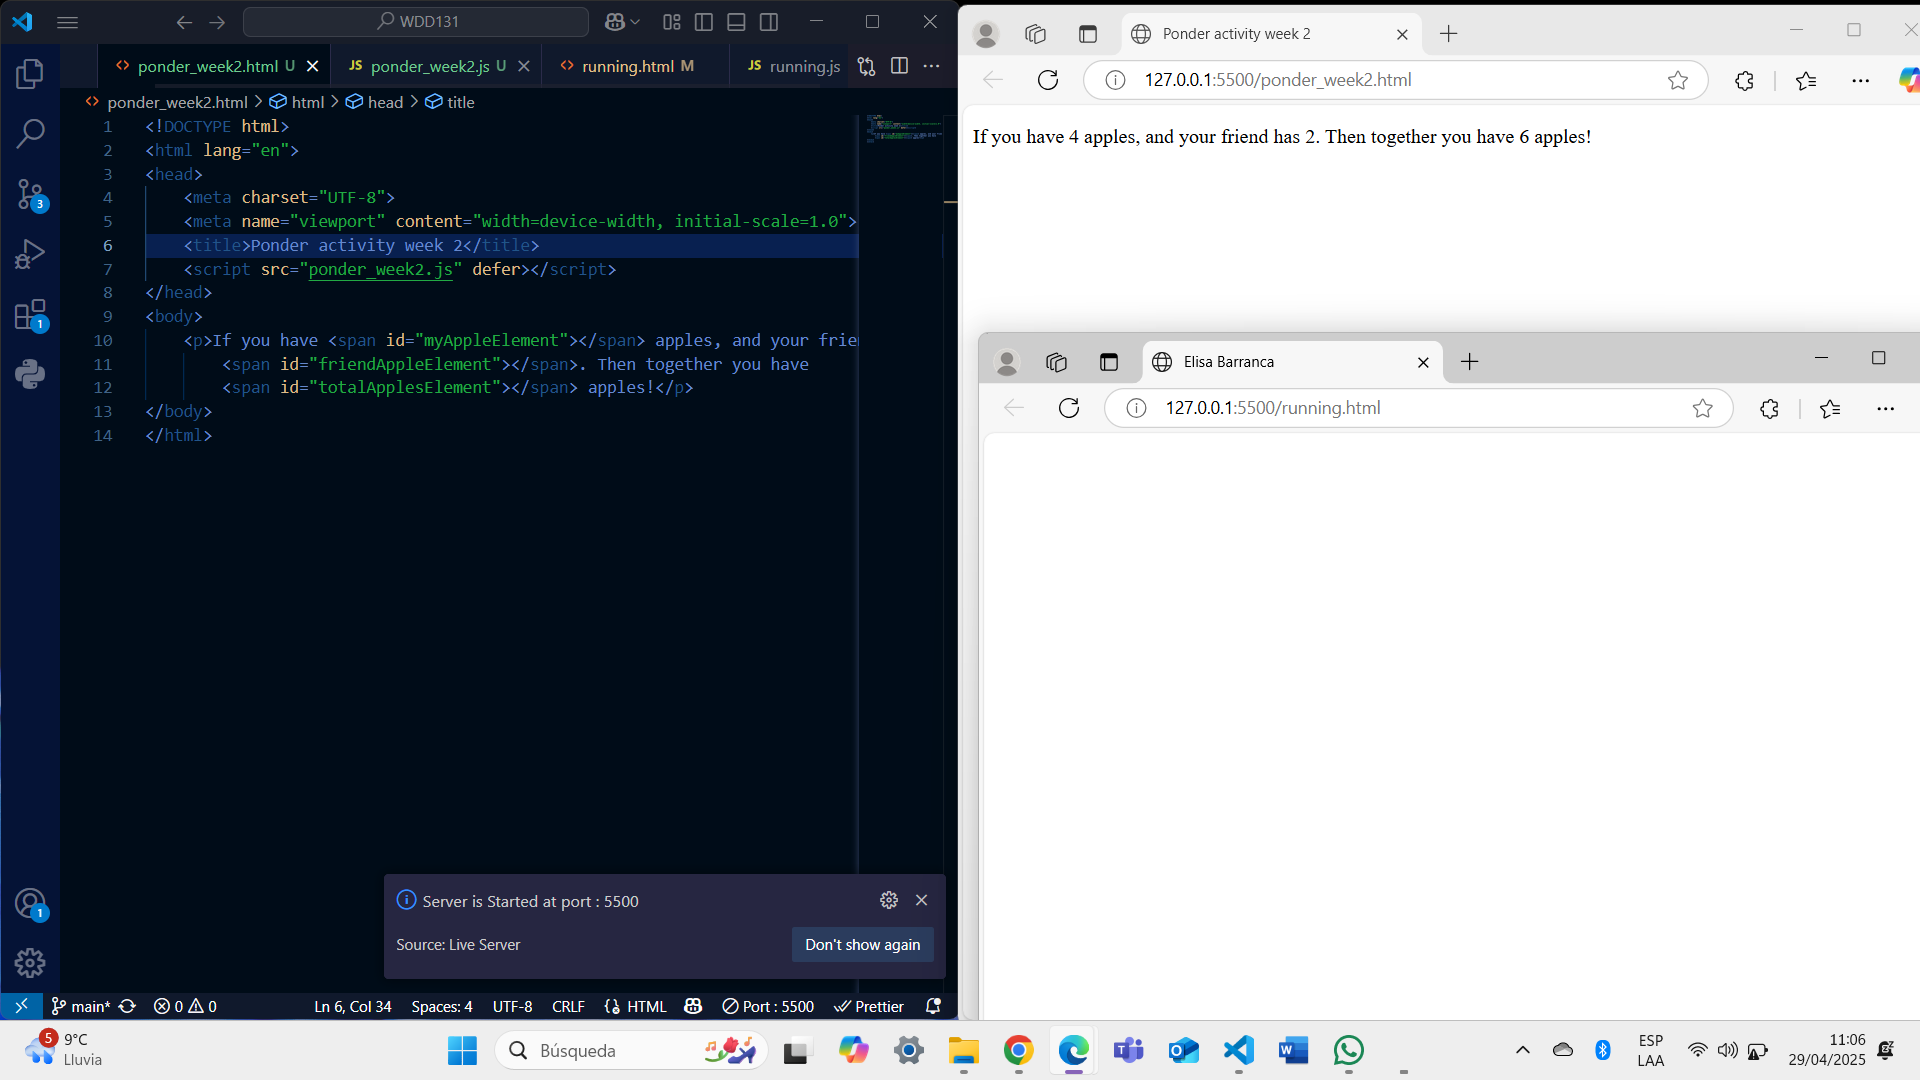 WDD131
ponder_week2.html U
JS ponder_week2.js U
running.html M
JS running.js
ponder_week2.html > html > head > title
1 <!DOCTYPE html>
2 <html lang="en">
3 <head>
4 <meta charset="UTF-8">
5 <meta name="viewport" content="width=device-width, initial-scale=1.0">
6 <title>Ponder activity week 2</title>
7 <script src="ponder_week2.js" defer></script>
8 </head>
9 <body>
10 <p>If you have <span id="myAppleElement"></span> apples, and your frie
11 <span id="friendAppleElement"></span>. Then together you have
12 <span id="totalApplesElement"></span> apples!</p>
13 </body>
14 </html>
3
1
1
Server is Started at port : 5500
Source: Live Server
Don't show again
main* 0 0 Ln 6, Col 34 Spaces: 4 UTF-8 CRLF HTML Port : 5500 Prettier
Ponder activity week 2
127.0.0.1:5500/ponder_week2.html
If you have 4 apples, and your friend has 2. Then together you have 6 apples!
Elisa Barranca
127.0.0.1:5500/running.html
5
9°C
Lluvia
Búsqueda
ESP
LAA
11:06
29/04/2025